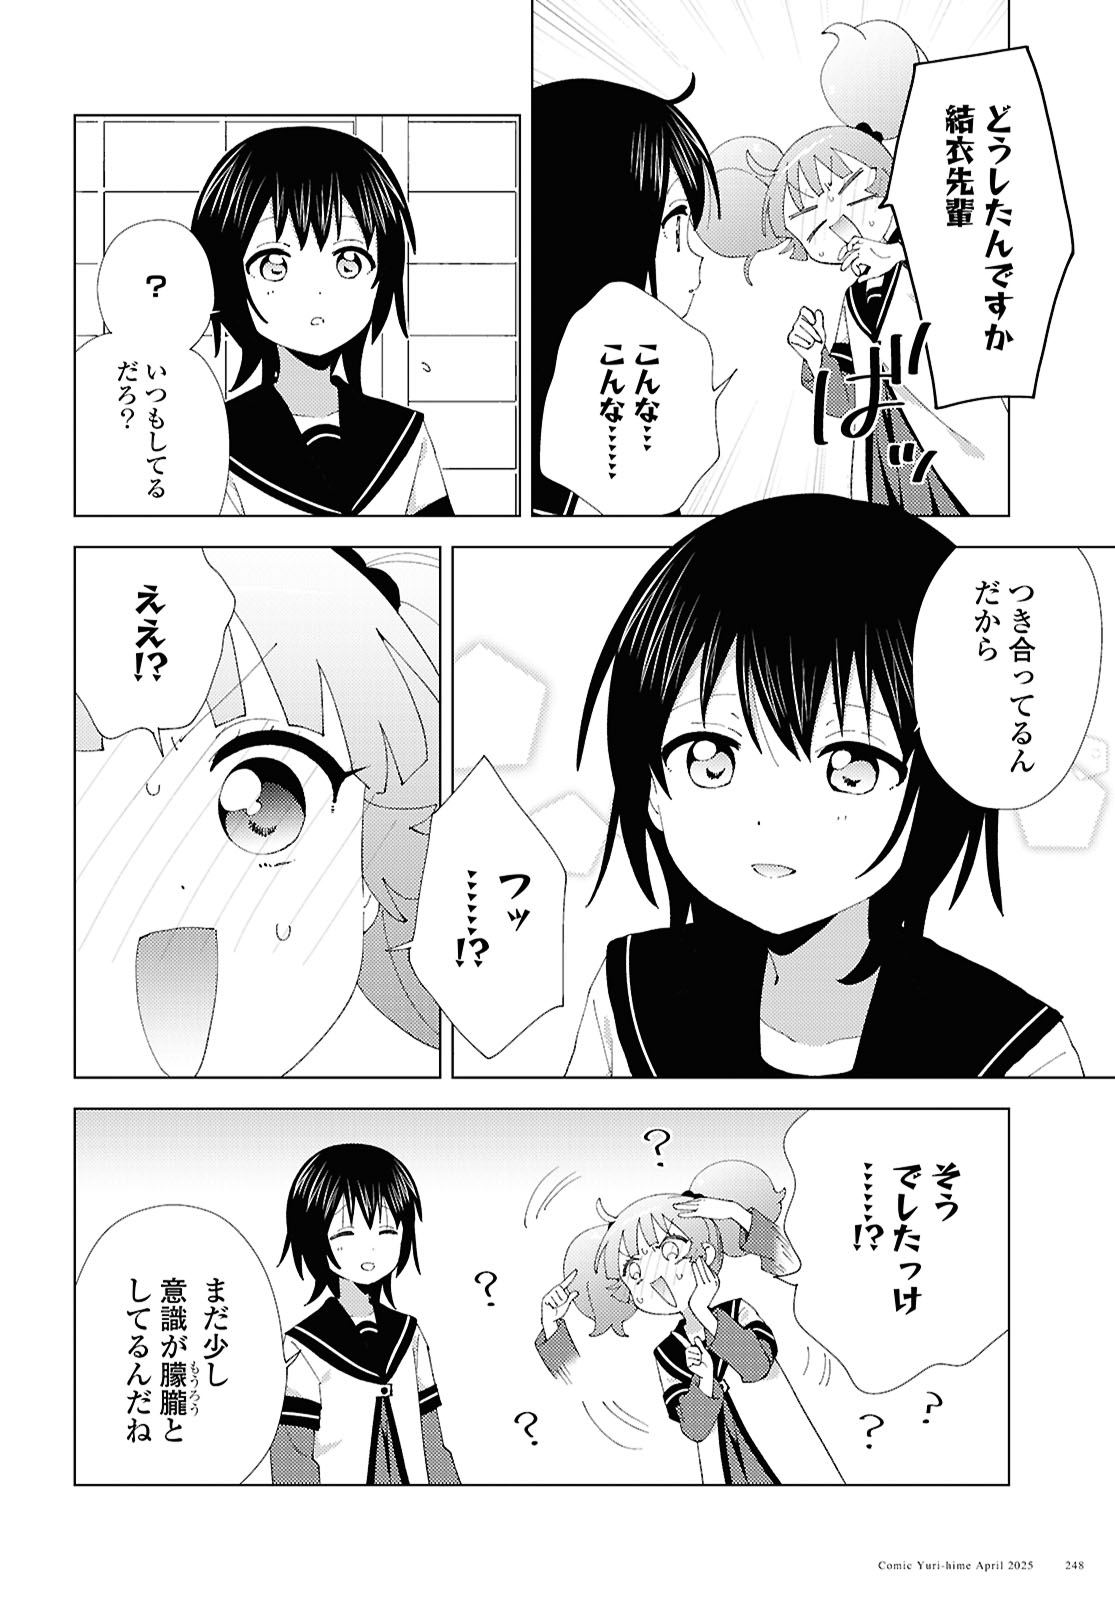 どうしたんですか
結衣先輩
ばッ
こんな…
こんな………
?
いつもしてる
だろ?
つき合ってるん
だから
つッ
………!?
ええ!?
そう
でしたっけ
………!?
?
?
?
?
?
まだ少し
意識が朦朧と
もうろう
してるんだね
Comic Yuri-hime April 2025
248